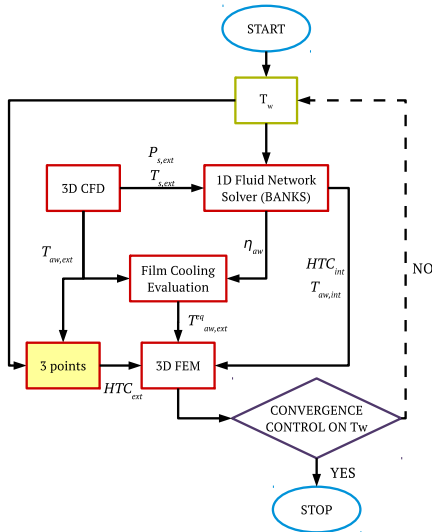 START
T_w
P_s,ext
T_s,ext
3D CFD
1D Fluid Network
Solver (BANKS)
T_aw,ext
η_aw
HTC_int
T_aw,int
NO
Film Cooling
Evaluation
T^eq_aw,ext
3 points
3D FEM
HTC_ext
CONVERGENCE
CONTROL ON Tw
YES
STOP